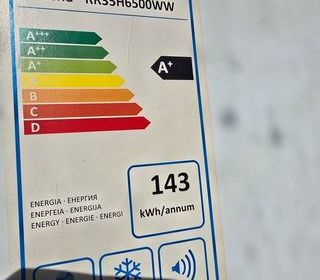 RR35H6500WW
A+++
A++
A+
A
B
C
D
A+
143
kWh/annum
ENERGIA · ЕНЕРГИЯ
ΕΝΕΡΓΕΙΑ · ENERGIJA
ENERGY · ENERGIE · ENERGI